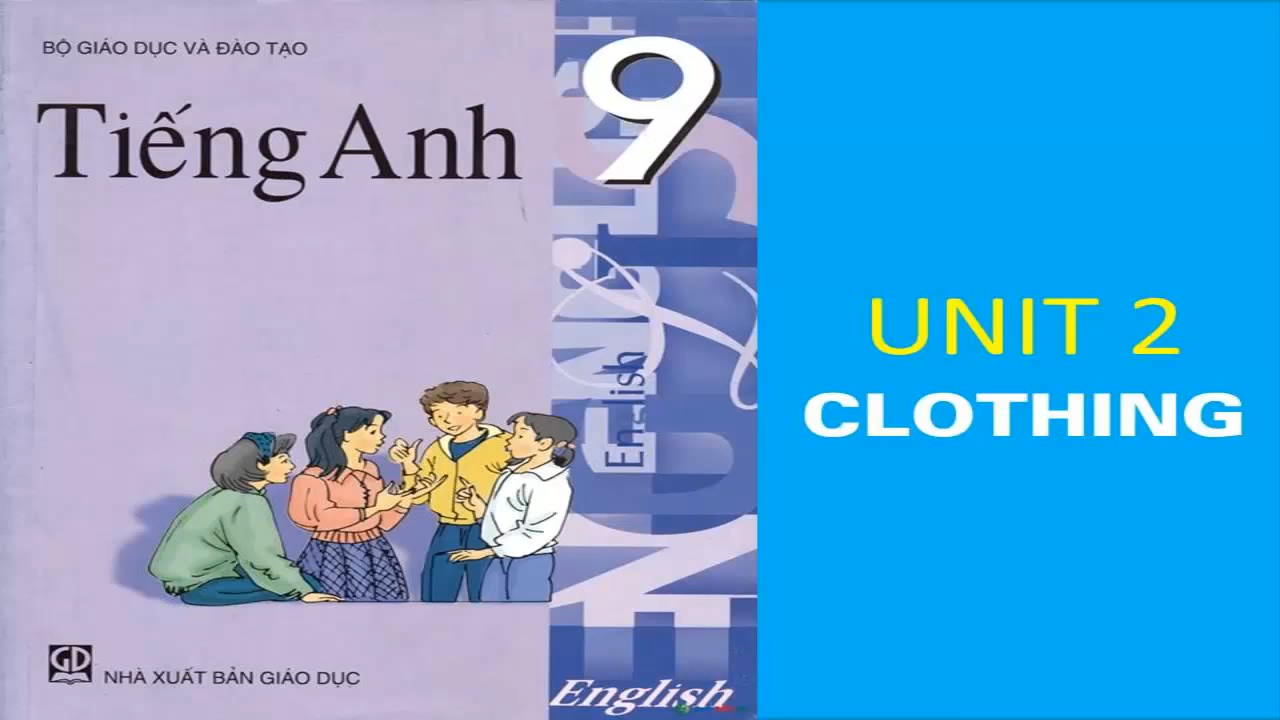 BỘ GIÁO DỤC VÀ ĐÀO TẠO
Tiếng Anh
9
English
ENGLISH
GD
NHÀ XUẤT BẢN GIÁO DỤC
English
UNIT 2
CLOTHING